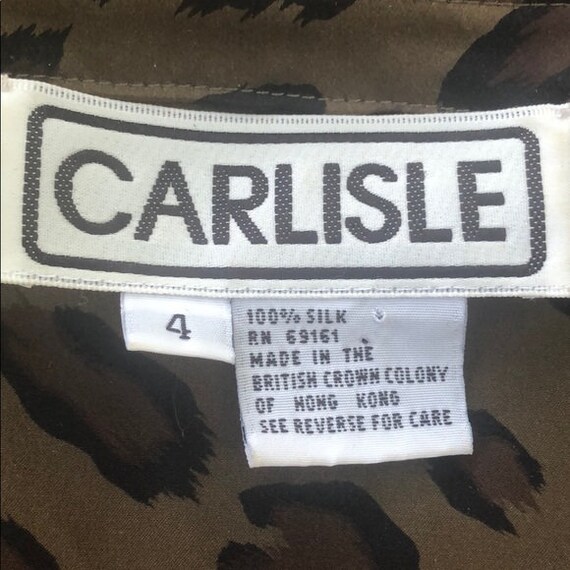 CARLISLE
4
100% SILK
RN 69161
MADE IN THE
BRITISH CROWN COLONY
OF HONG KONG
SEE REVERSE FOR CARE